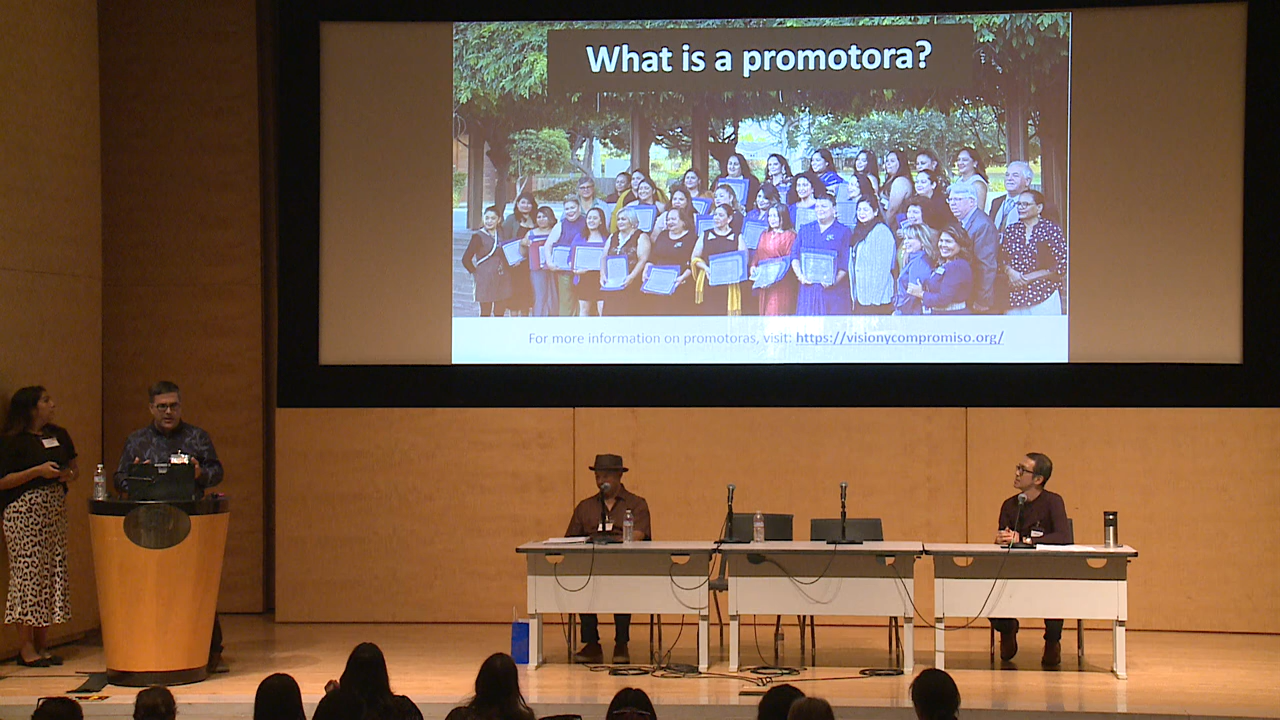 What is a promotora?
For more information on promotoras, visit: https://visionycompromiso.org/